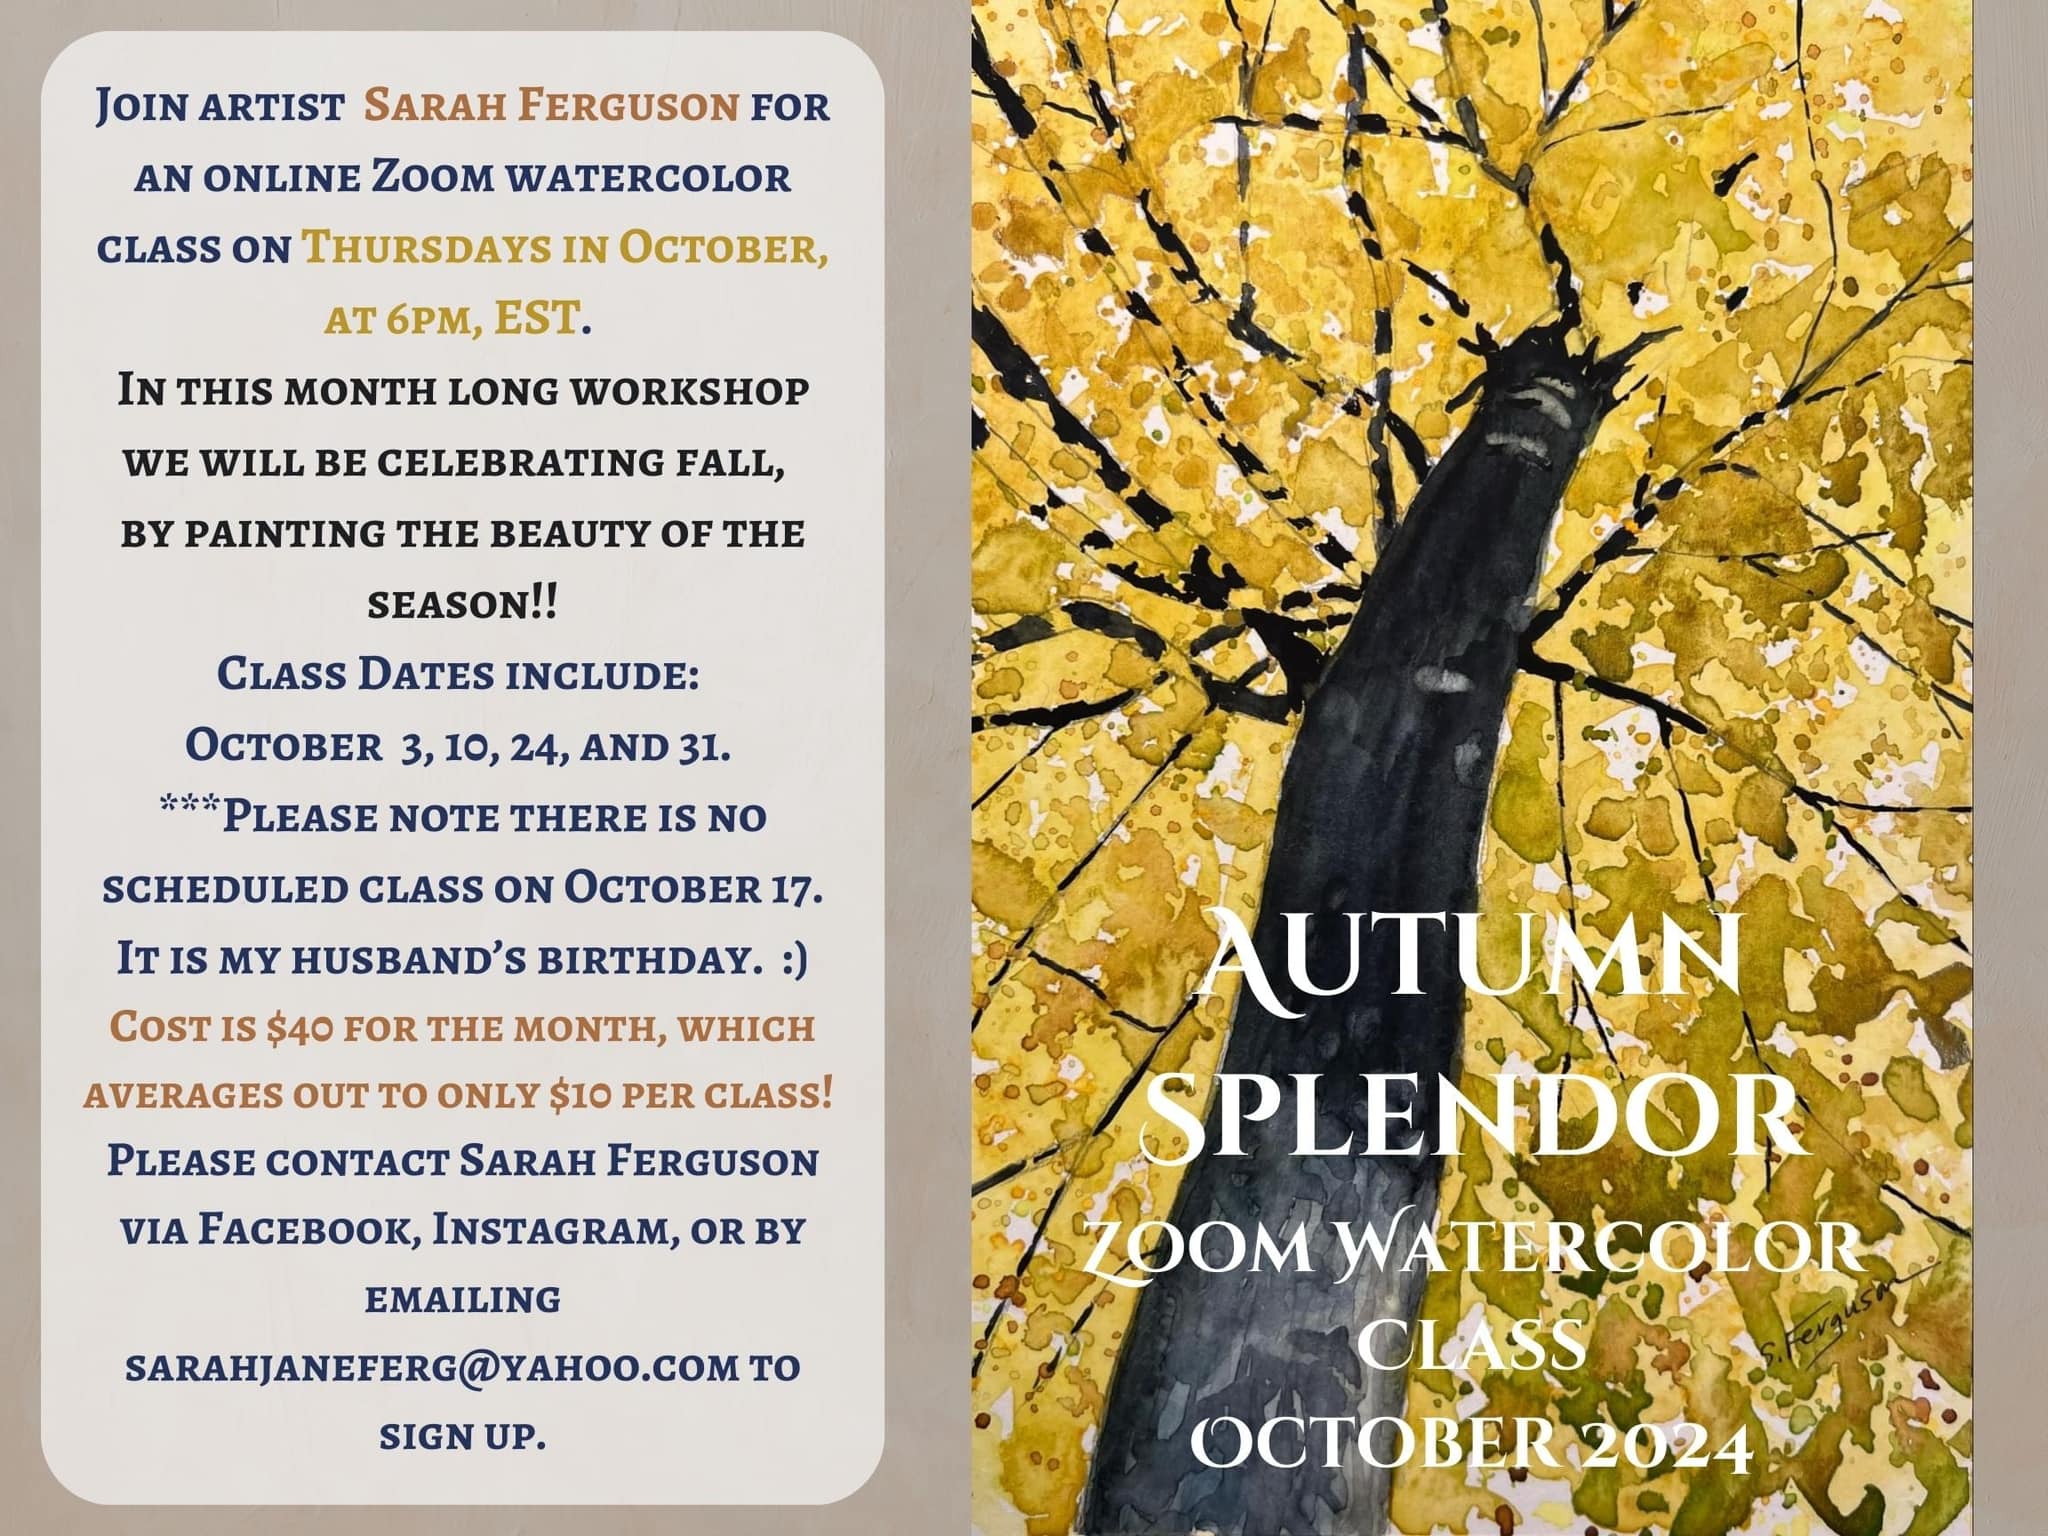 Join artist Sarah Ferguson for
an online Zoom watercolor
class on Thursdays in October,
at 6pm, EST.
In this month long workshop
we will be celebrating fall,
by painting the beauty of the
season!!
Class Dates include:
October 3, 10, 24, and 31.
***Please note there is no
scheduled class on October 17.
It is my husband's birthday. :)
Cost is $40 for the month, which
averages out to only $10 per class!
Please contact Sarah Ferguson
via Facebook, Instagram, or by
emailing
sarahjaneferg@yahoo.com to
sign up.
Autumn
Splendor
Zoom Watercolor
Class
October 2024
S. Ferguson